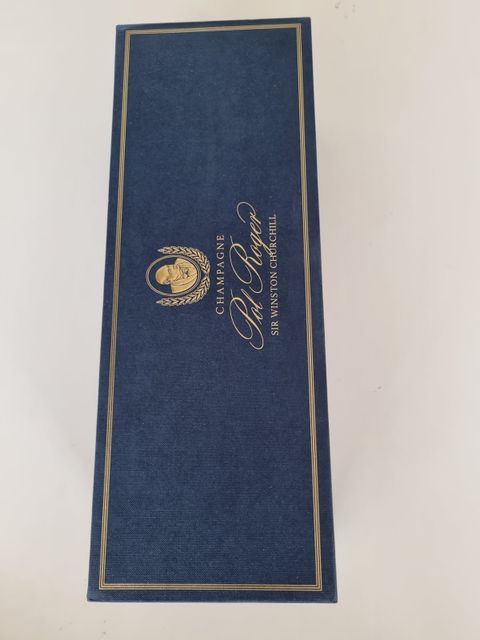 CHAMPAGNE
Pol Roger
SIR WINSTON CHURCHILL